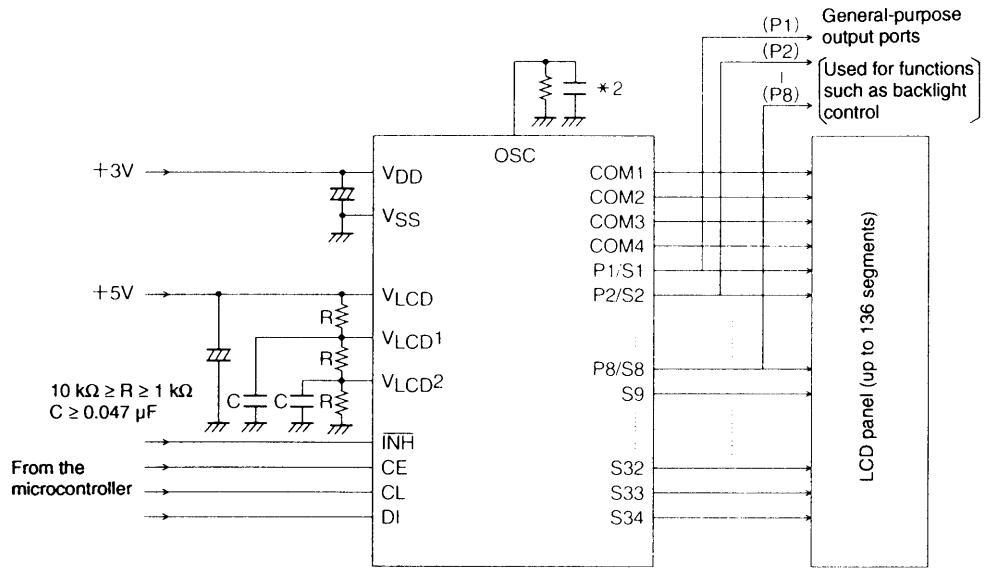 (P1)
General-purpose
output ports
(P2)
(P8)
Used for functions
such as backlight
control
*2
OSC
+3V
VDD
VSS
+5V
VLCD
R
VLCD1
R
VLCD2
C
C
R
10 kΩ ≥ R ≥ 1 kΩ
C ≥ 0.047 μF
INH
From the
microcontroller
CE
CL
DI
COM1
COM2
COM3
COM4
P1/S1
P2/S2
P8/S8
S9
S32
S33
S34
LCD panel (up to 136 segments)